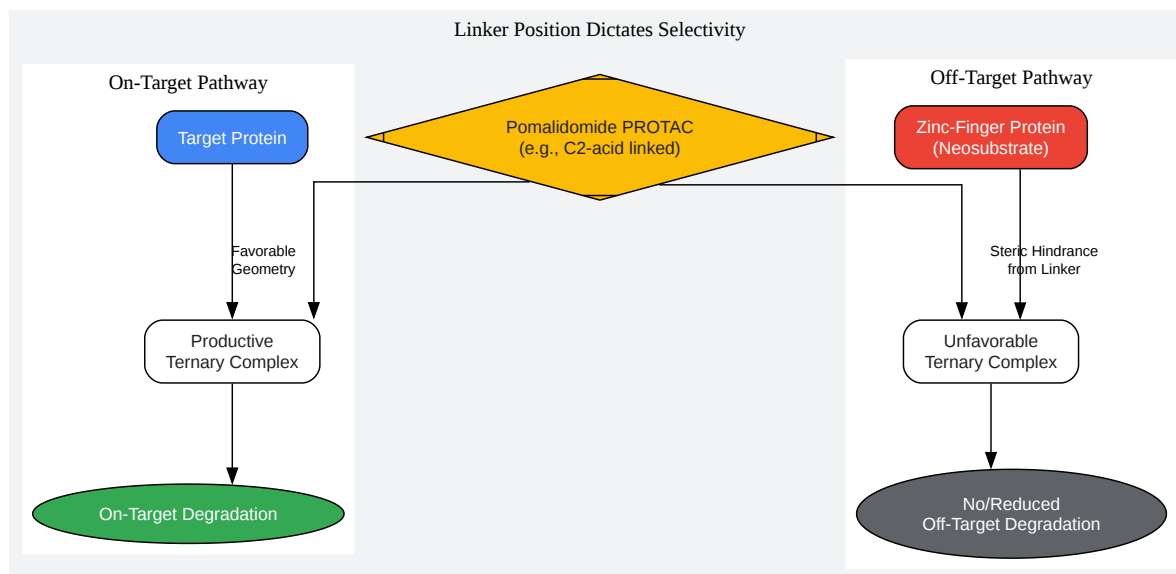 Linker Position Dictates Selectivity
On-Target Pathway
Target Protein
Favorable
Geometry
Productive
Ternary Complex
On-Target Degradation
Pomalidomide PROTAC
(e.g., C2-acid linked)
Off-Target Pathway
Zinc-Finger Protein
(Neosubstrate)
Steric Hindrance
from Linker
Unfavorable
Ternary Complex
No/Reduced
Off-Target Degradation